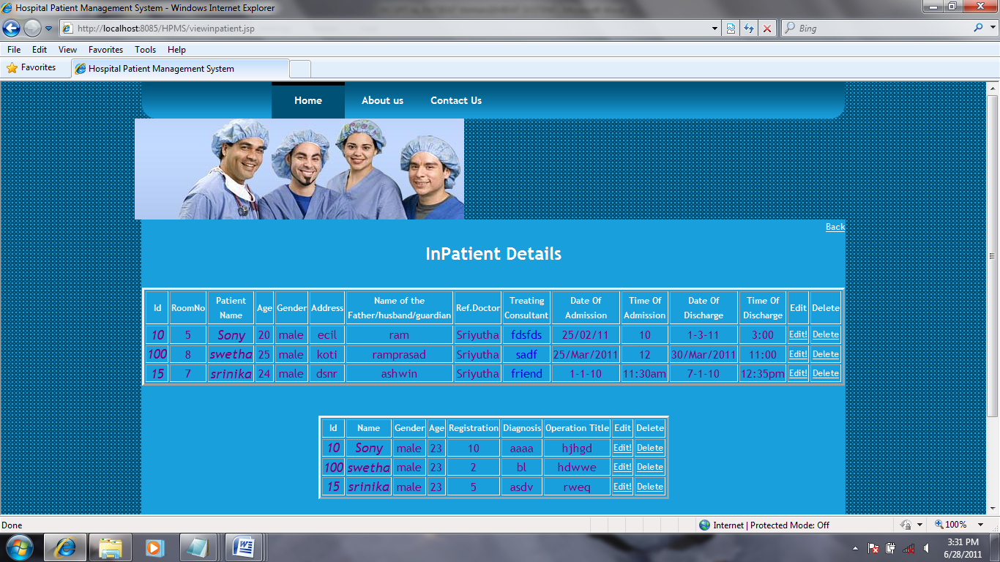 Hospital Patient Management System - Windows Internet Explorer
http://localhost:8085/HPMS/viewinpatient.jsp
Bing
File Edit View Favorites Tools Help
Favorites Hospital Patient Management System
Home About us Contact Us
Back
InPatient Details
Id RoomNo Patient Name Age Gender Address Name of the Father/husband/guardian Ref.Doctor Treating Consultant Date Of Admission Time Of Admission Date Of Discharge Time Of Discharge Edit Delete
10 5 Sony 20 male ecil ram Sriyutha fdsfds 25/02/11 10 1-3-11 3:00 Edit! Delete
100 8 swetha 25 male koti ramprasad Sriyutha sadf 25/Mar/2011 12 30/Mar/2011 11:00 Edit! Delete
15 7 srinika 24 male dsnr ashwin Sriyutha friend 1-1-10 11:30am 7-1-10 12:35pm Edit! Delete
Id Name Gender Age Registration Diagnosis Operation Title Edit Delete
10 Sony male 23 10 aaaa hjhgd Edit! Delete
100 swetha male 23 2 bl hdwwe Edit! Delete
15 srinika male 23 5 asdv rweq Edit! Delete
Done Internet | Protected Mode: Off 100%
3:31 PM
6/28/2011